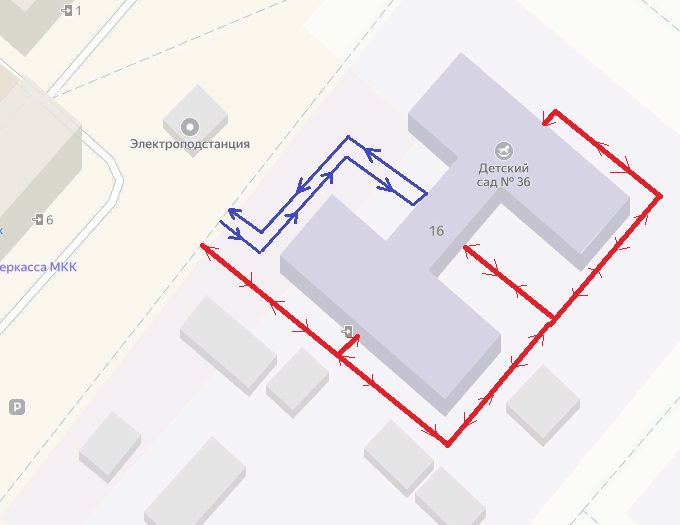 1
Электроподстанция
Детский
сад № 36
6
16
к
еркасса МКК
P